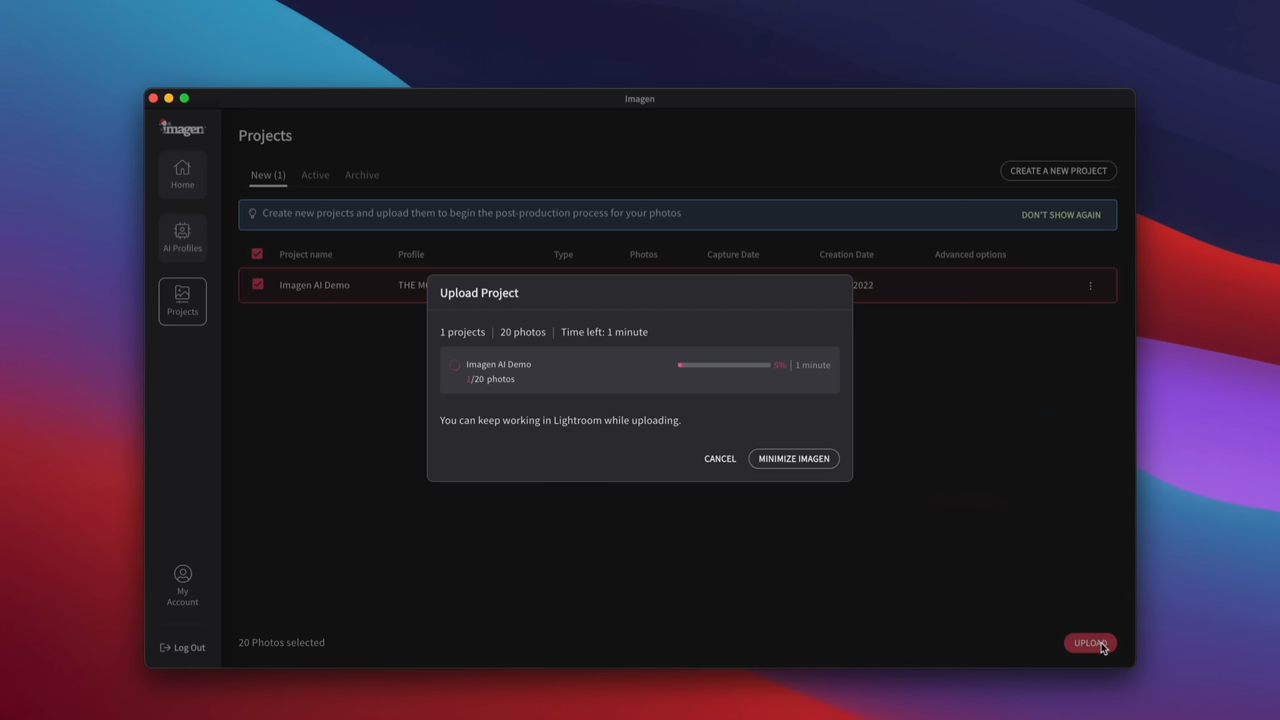 Imagen
imagen
Home
AI Profiles
Projects
My
Account
Log Out
Projects
New (1) Active Archive
CREATE A NEW PROJECT
Create new projects and upload them to begin the post-production process for your photos DON'T SHOW AGAIN
Project name Profile Type Photos Capture Date Creation Date Advanced options
Imagen AI Demo THE 2022
Upload Project
1 projects | 20 photos | Time left: 1 minute
Imagen AI Demo 5% | 1 minute
1/20 photos
You can keep working in Lightroom while uploading.
CANCEL MINIMIZE IMAGEN
20 Photos selected UPLOAD